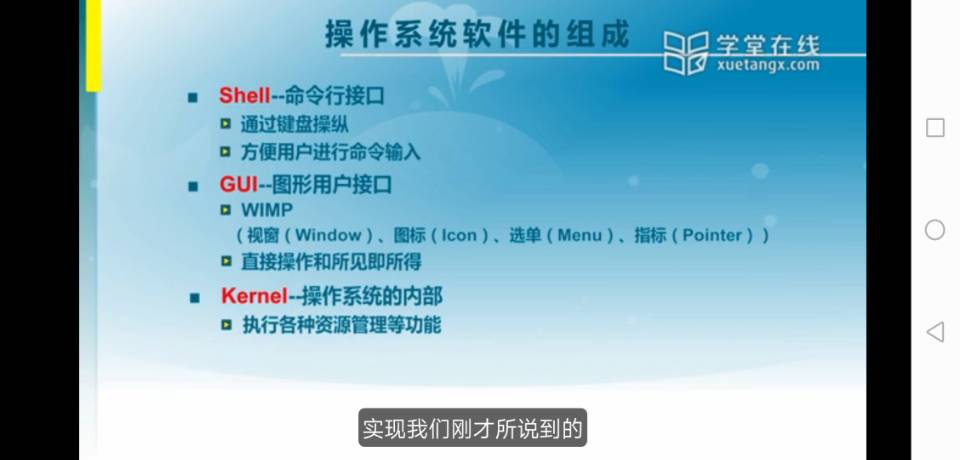 操作系统软件的组成
学堂在线
xuetangx.com
Shell--命令行接口
通过键盘操纵
方便用户进行命令输入
GUI--图形用户接口
WIMP
（视窗（Window）、图标（Icon）、选单（Menu）、指标（Pointer））
直接操作和所见即所得
Kernel--操作系统的内部
执行各种资源管理等功能
实现我们刚才所说到的